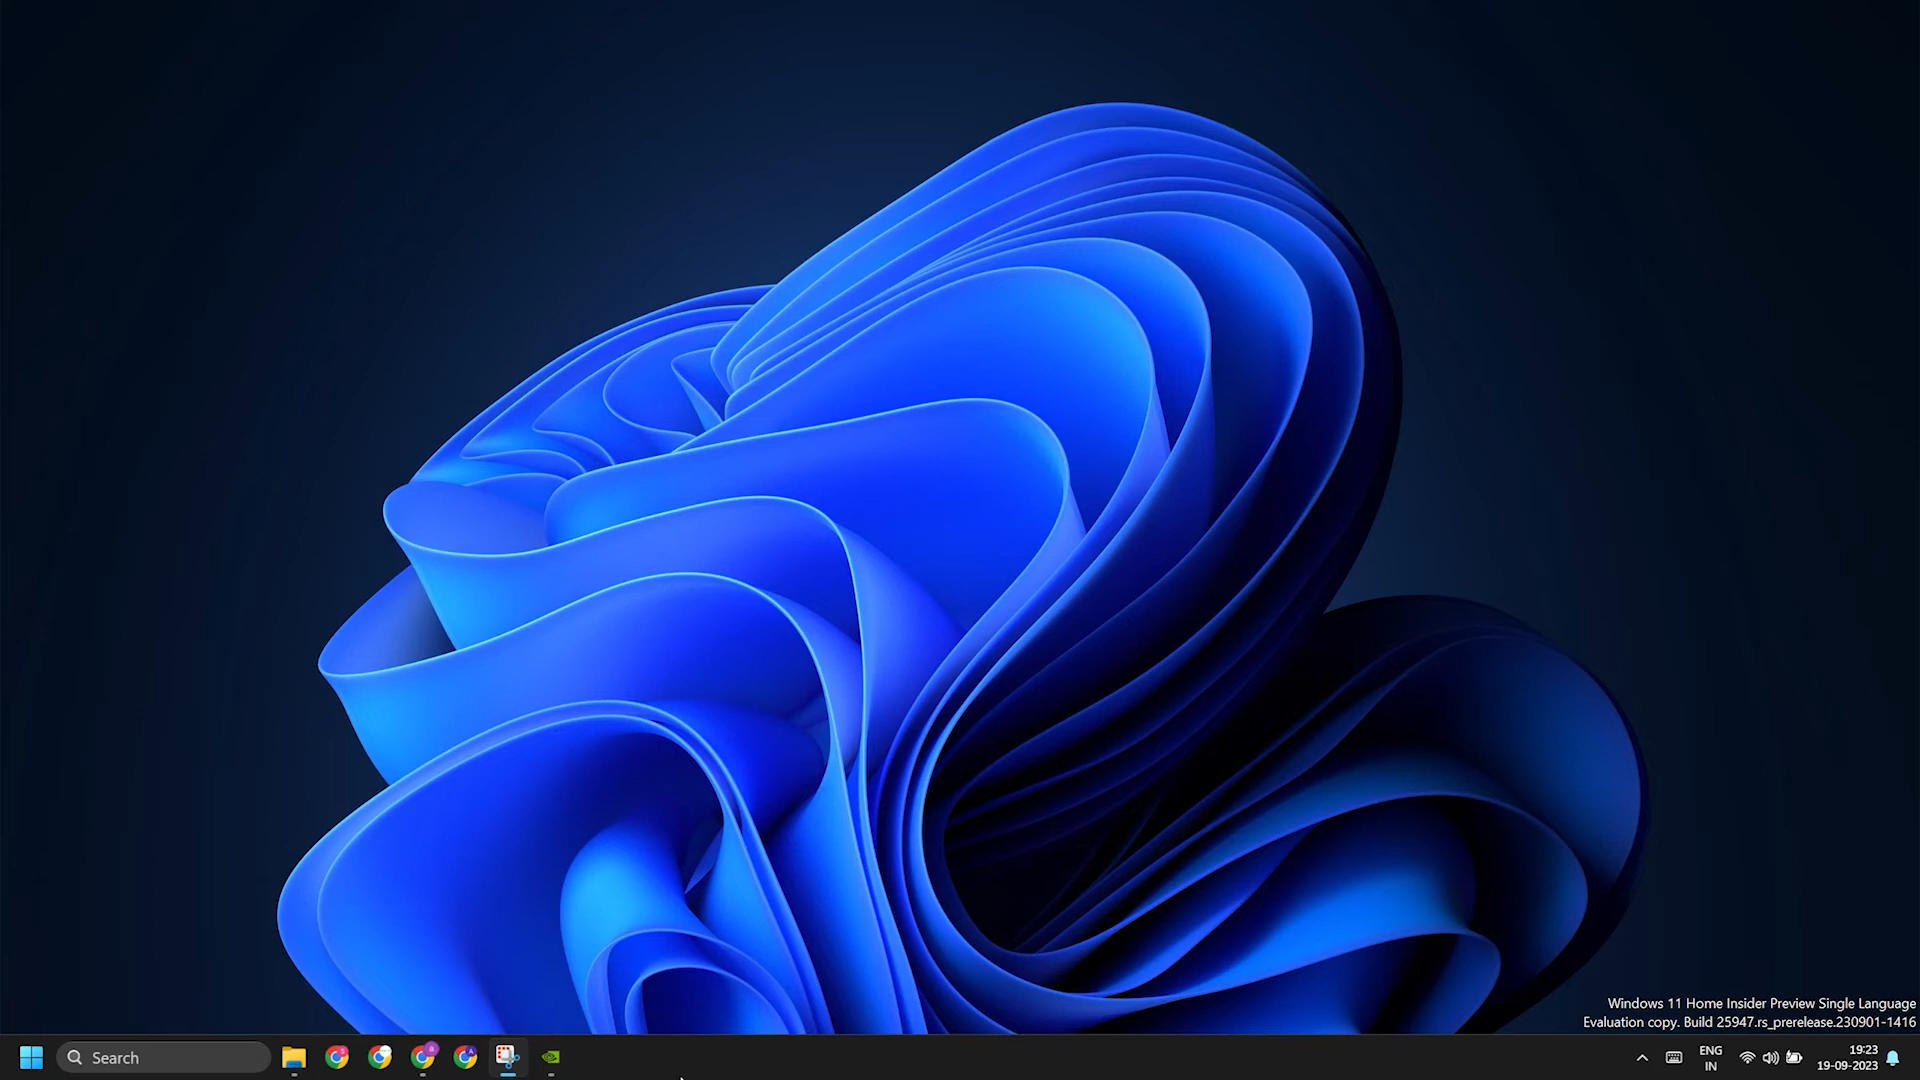 Windows 11 Home Insider Preview Single Language
Evaluation copy. Build 25947.rs_prerelease.230901-1416
Search
ENG
IN
19:23
19-09-2023